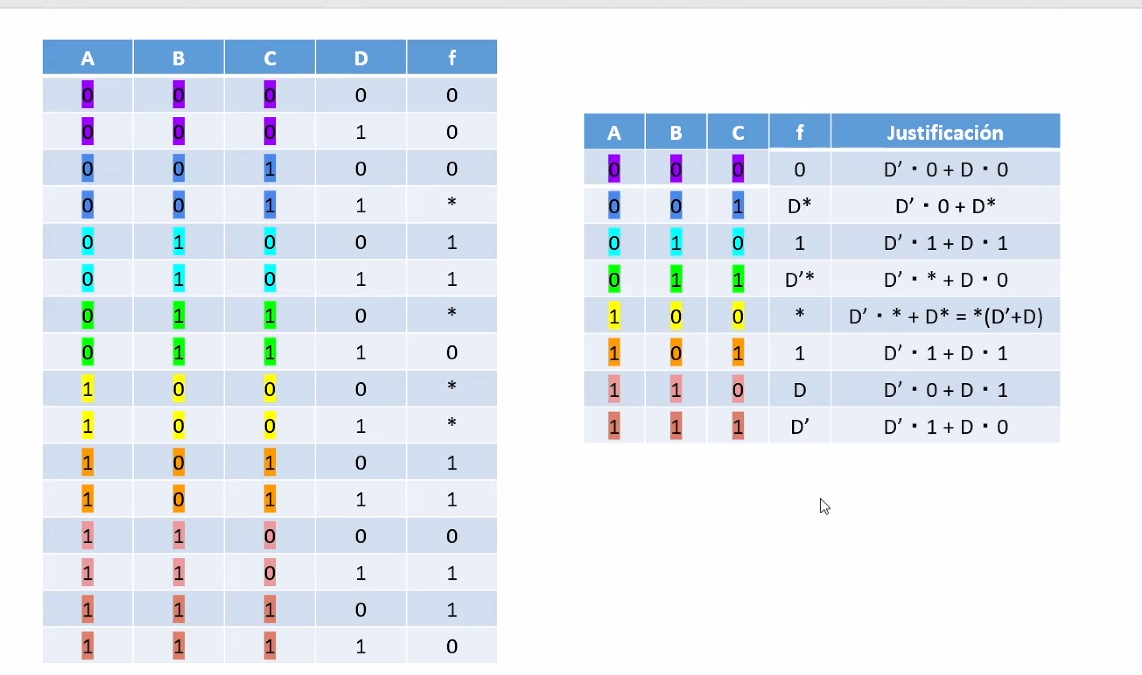 A B C D f
0 0 0 0 0
0 0 0 1 0
0 0 1 0 0
0 0 1 1 *
0 1 0 0 1
0 1 0 1 1
0 1 1 0 *
0 1 1 1 0
1 0 0 0 *
1 0 0 1 *
1 0 1 0 1
1 0 1 1 1
1 1 0 0 0
1 1 0 1 1
1 1 1 0 1
1 1 1 1 0
A B C f Justificación
0 0 0 0 D’ · 0 + D · 0
0 0 1 D* D’ · 0 + D*
0 1 0 1 D’ · 1 + D · 1
0 1 1 D’* D’ · * + D · 0
1 0 0 * D’ · * + D* = *(D’+D)
1 0 1 1 D’ · 1 + D · 1
1 1 0 D D’ · 0 + D · 1
1 1 1 D’ D’ · 1 + D · 0